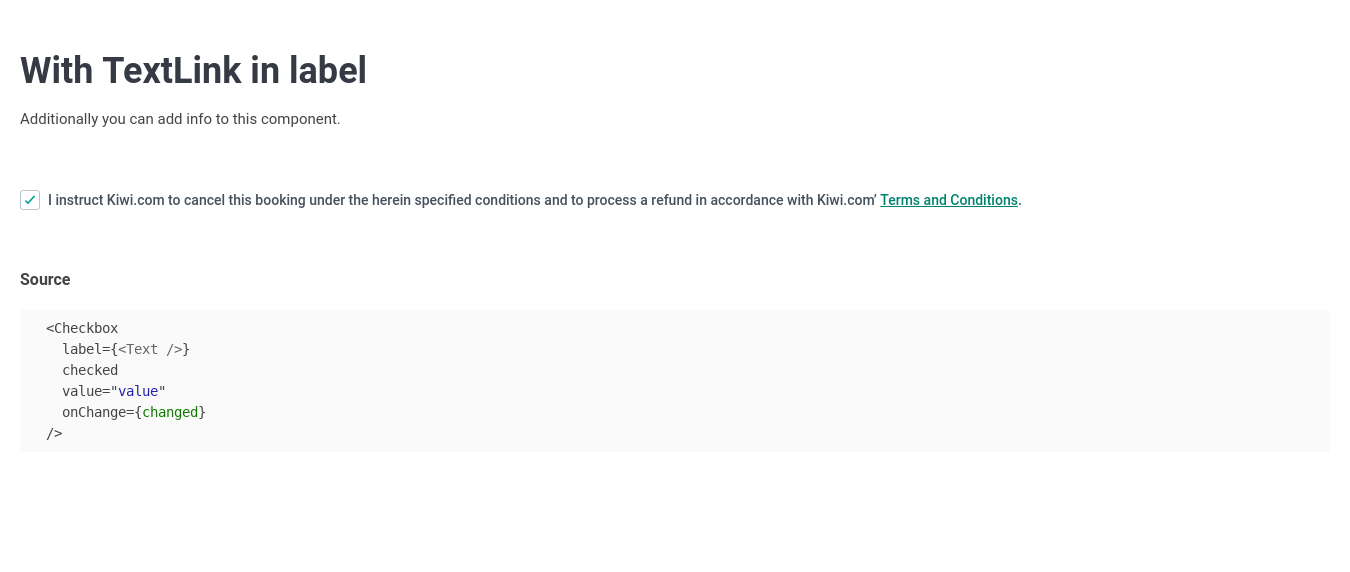 With TextLink in label
Additionally you can add info to this component.
I instruct Kiwi.com to cancel this booking under the herein specified conditions and to process a refund in accordance with Kiwi.com’ Terms and Conditions.
Source
<Checkbox
  label={<Text />}
  checked
  value="value"
  onChange={changed}
/>